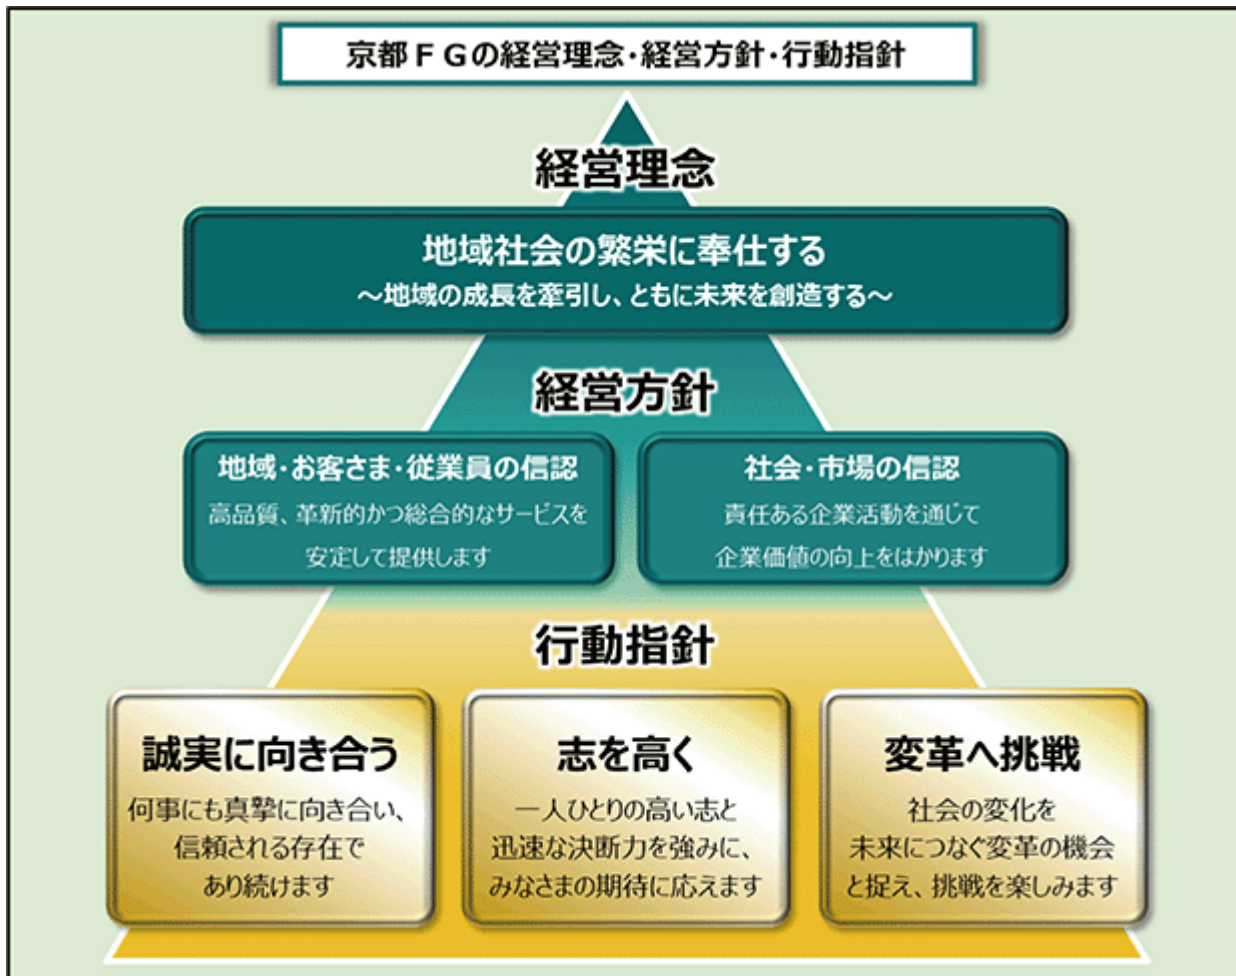 京都ＦＧの経営理念・経営方針・行動指針
経営理念
地域社会の繁栄に奉仕する
～地域の成長を牽引し、ともに未来を創造する～
経営方針
地域・お客さま・従業員の信認
高品質、革新的かつ総合的なサービスを
安定して提供します
社会・市場の信認
責任ある企業活動を通じて
企業価値の向上をはかります
行動指針
誠実に向き合う
何事にも真摯に向き合い、
信頼される存在で
あり続けます
志を高く
一人ひとりの高い志と
迅速な決断力を強みに、
みなさまの期待に応えます
変革へ挑戦
社会の変化を
未来につなぐ変革の機会
と捉え、挑戦を楽しみます